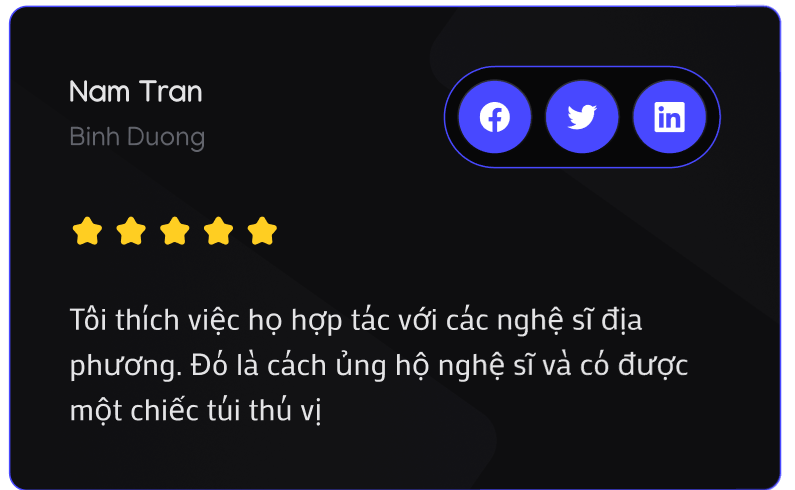 Nam Tran
Binh Duong
Tôi thích việc họ hợp tác với các nghệ sĩ địa
phương. Đó là cách ủng hộ nghệ sĩ và có được
một chiếc túi thú vị